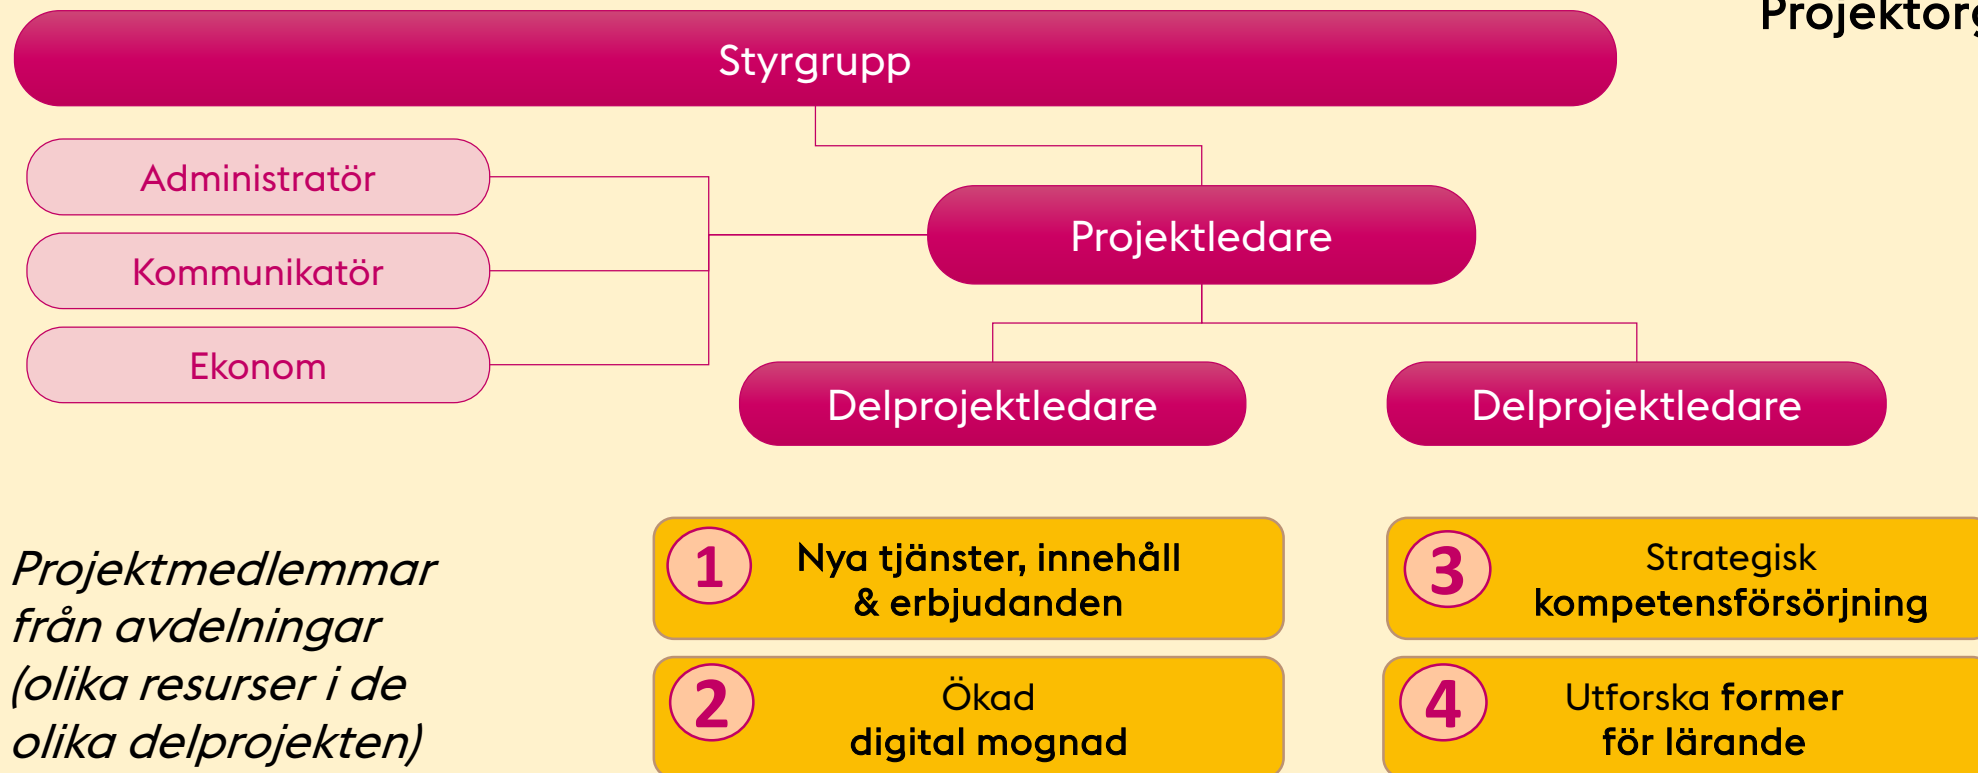 Styrgrupp
Administratör
Kommunikatör
Ekonom
Projektledare
Delprojektledare
Delprojektledare
Projektmedlemmar
från avdelningar
(olika resurser i de
olika delprojekten)
1
Nya tjänster, innehåll
& erbjudanden
2
Ökad
digital mognad
3
Strategisk
kompetensförsörjning
4
Utforska former
för lärande